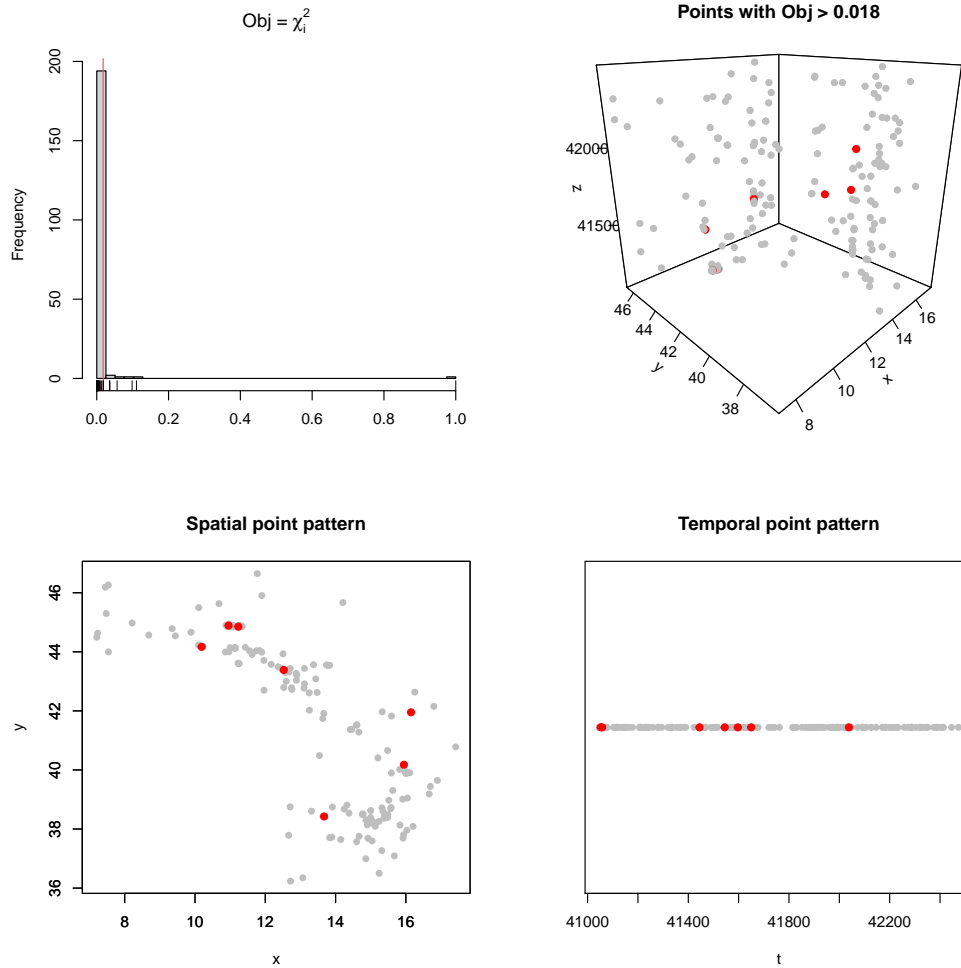 Obj = χᵢ²
Frequency
0
50
100
150
200
0.0 0.2 0.4 0.6 0.8 1.0
Points with Obj > 0.018
z
42000
41500
46
44
42
40
38
y
8
10
12
14
16
x
Spatial point pattern
y
46
44
42
40
38
36
8 10 12 14 16
x
Temporal point pattern
41000 41400 41800 42200
t